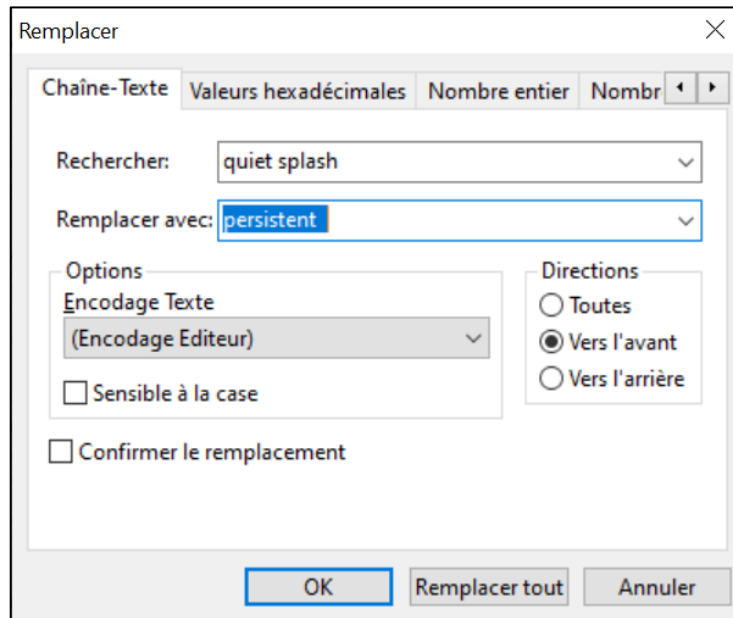 Remplacer
Chaîne-Texte Valeurs hexadécimales Nombre entier Nombr
Rechercher: quiet splash
Remplacer avec: persistent
Options Directions
Encodage Texte Toutes
(Encodage Editeur) Vers l'avant
Sensible à la case Vers l'arrière
Confirmer le remplacement
OK Remplacer tout Annuler